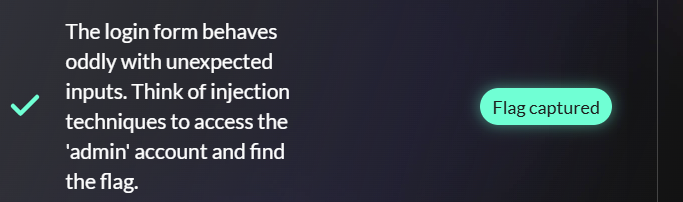 The login form behaves
oddly with unexpected
inputs. Think of injection
techniques to access the
'admin' account and find
the flag.
Flag captured